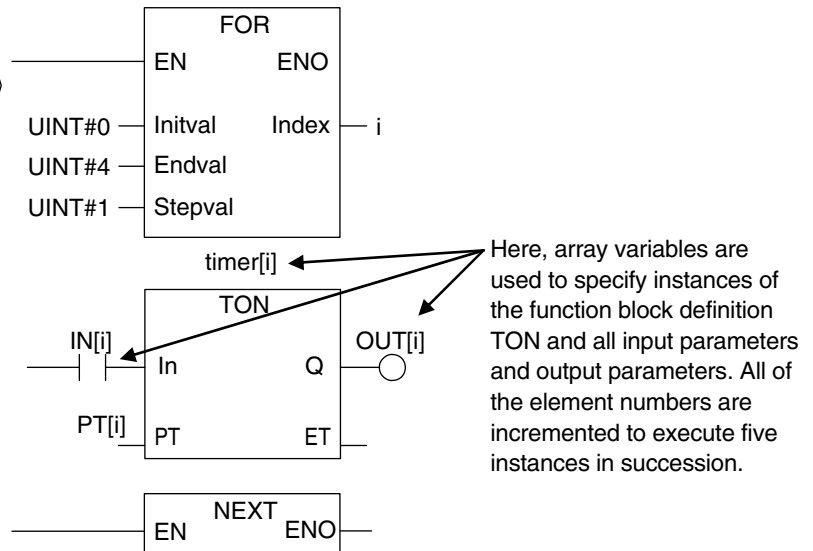 FOR
EN ENO
)
UINT#0 Initval Index i
UINT#4 Endval
UINT#1 Stepval
timer[i]
TON
IN[i] OUT[i]
In Q
PT[i] PT ET
NEXT
EN ENO
Here, array variables are
used to specify instances of
the function block definition
TON and all input parameters
and output parameters. All of
the element numbers are
incremented to execute five
instances in succession.